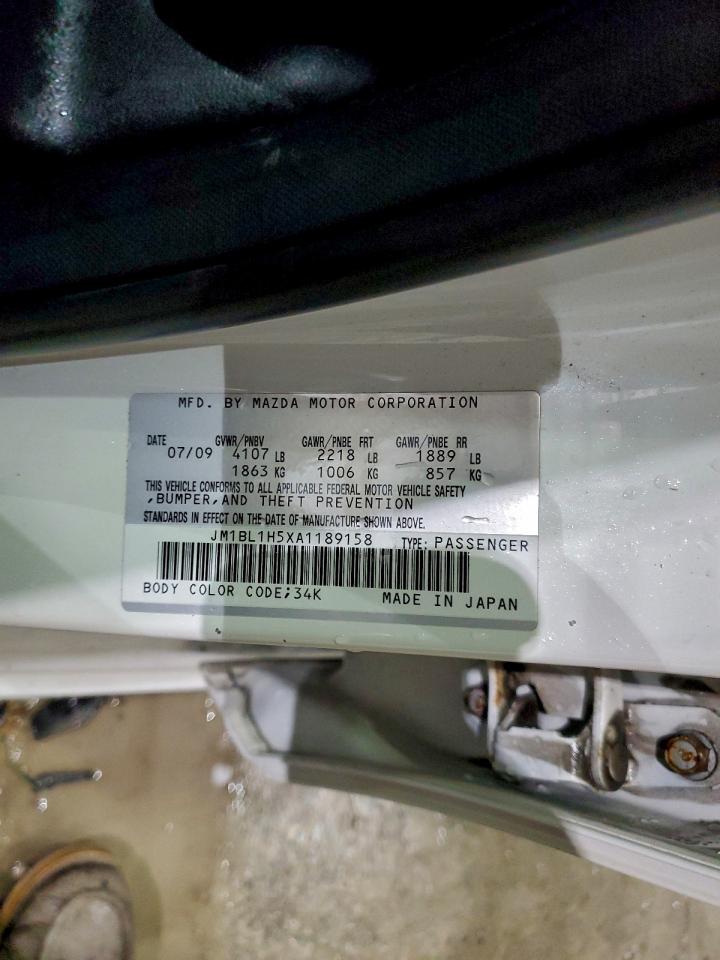 MFD. BY MAZDA MOTOR CORPORATION
DATE GVWR/PNBV GAWR/PNBE FRT GAWR/PNBE RR
07/09 4107 LB 2218 LB 1889 LB
1863 KG 1006 KG 857 KG
THIS VEHICLE CONFORMS TO ALL APPLICABLE FEDERAL MOTOR VEHICLE SAFETY
,BUMPER,AND THEFT PREVENTION
STANDARDS IN EFFECT ON THE DATE OF MANUFACTURE SHOWN ABOVE.
JM1BL1H5XA1189158 TYPE: PASSENGER
BODY COLOR CODE;34K MADE IN JAPAN